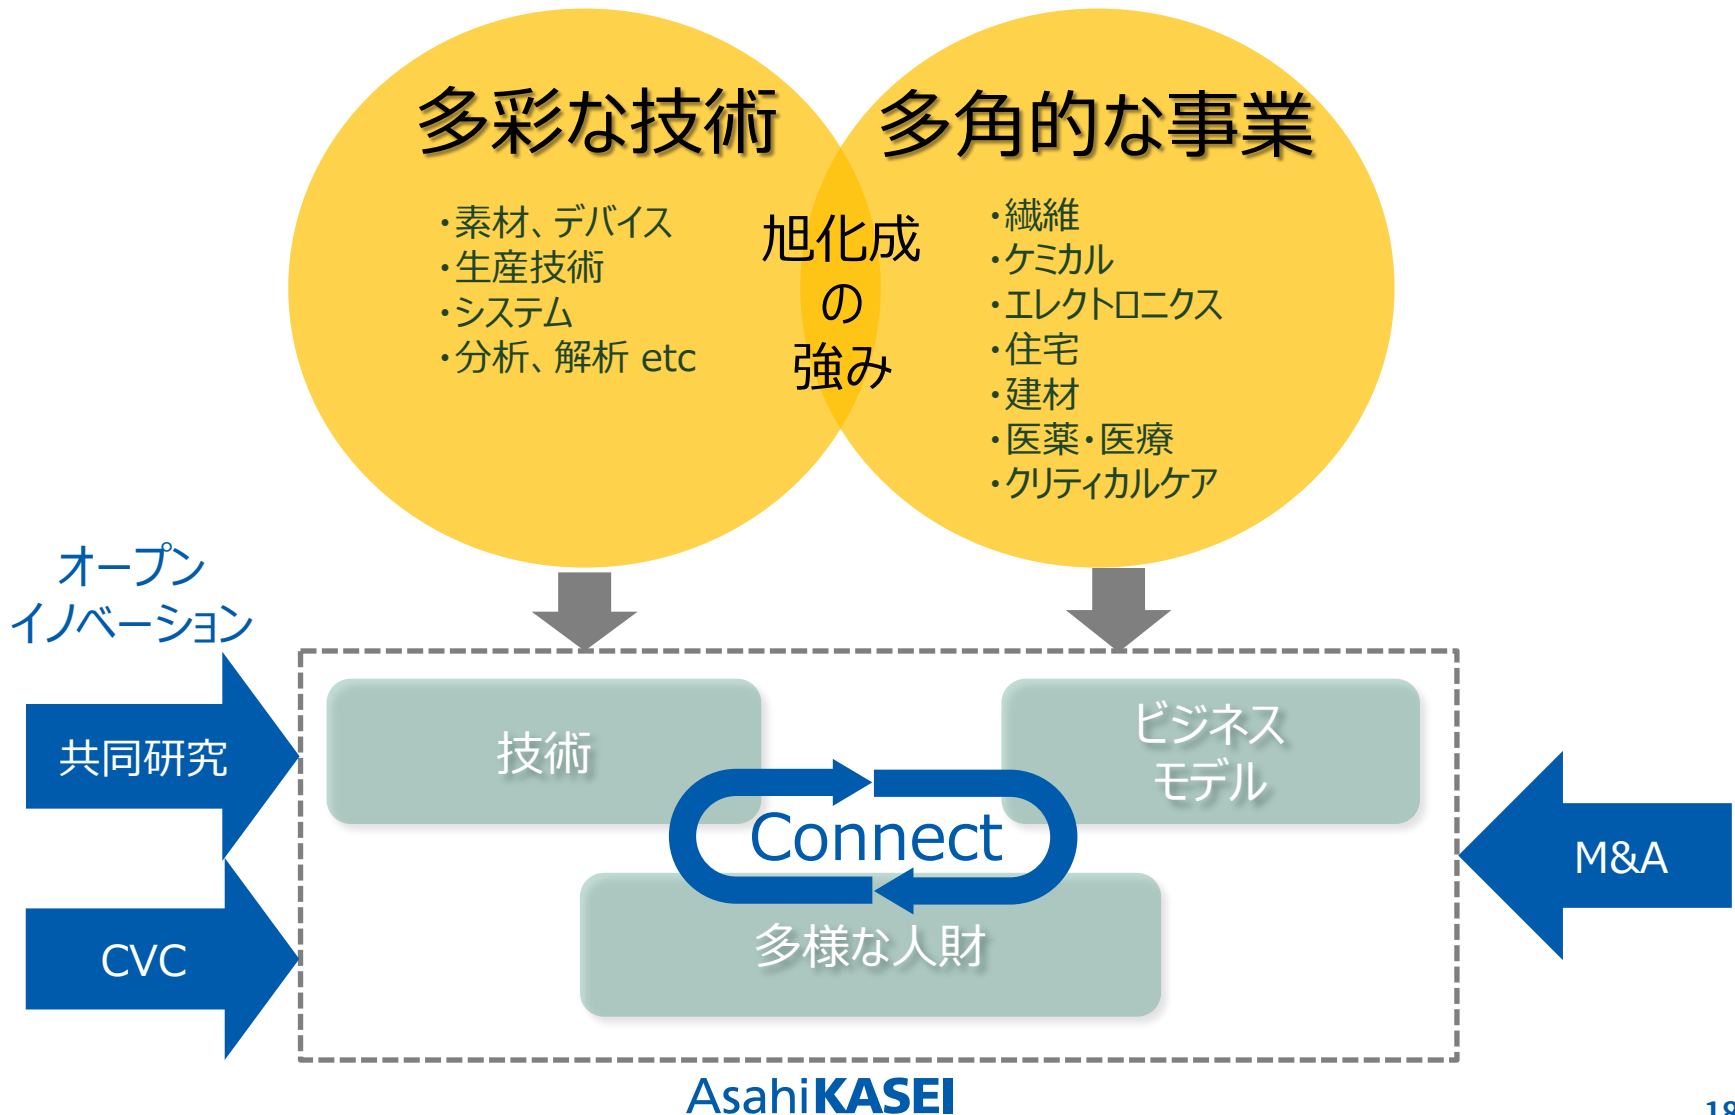 多彩な技術
・素材、デバイス
・生産技術
・システム
・分析、解析 etc
旭化成
の
強み
多角的な事業
・繊維
・ケミカル
・エレクトロニクス
・住宅
・建材
・医薬・医療
・クリティカルケア
オープン
イノベーション
共同研究
CVC
技術
ビジネス
モデル
Connect
多様な人財
M&A
AsahiKASEI
18